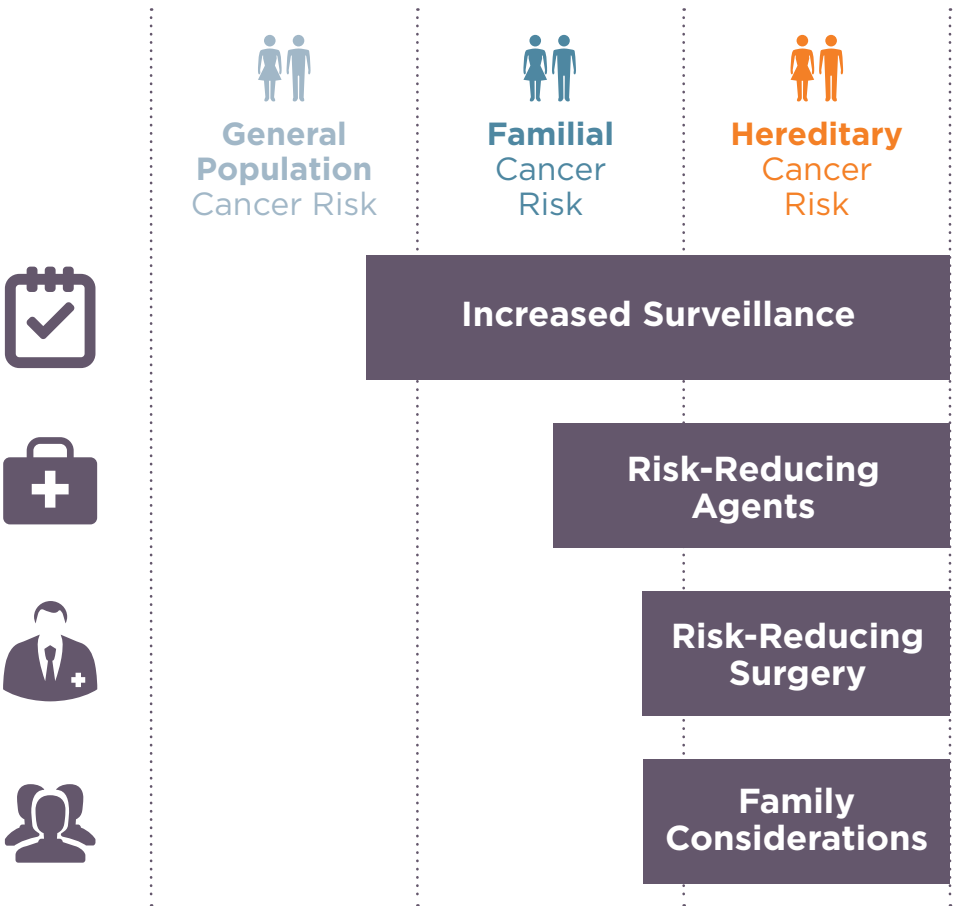 General
Population
Cancer Risk
Familial
Cancer
Risk
Hereditary
Cancer
Risk
Increased Surveillance
Risk-Reducing
Agents
Risk-Reducing
Surgery
Family
Considerations